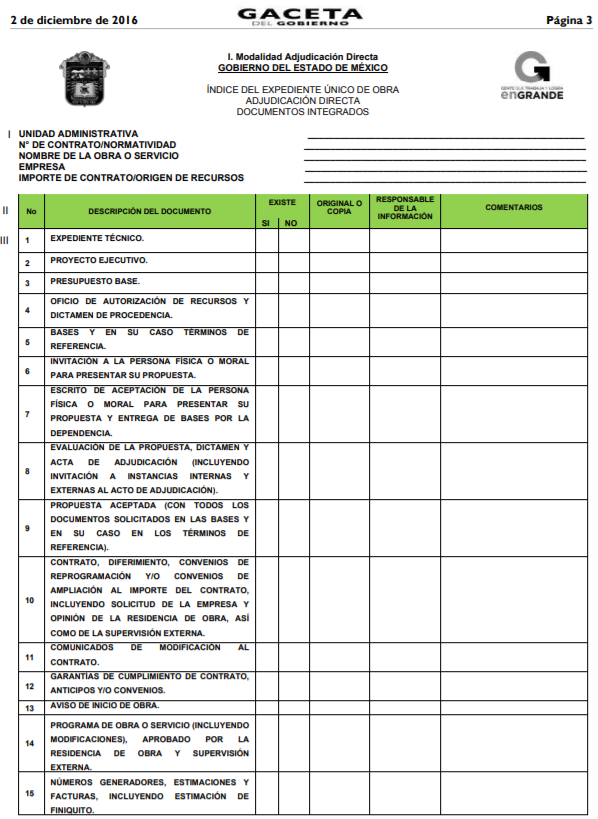 2 de diciembre de 2016
GACETA
DEL GOBIERNO
Página 3
I. Modalidad Adjudicación Directa
GOBIERNO DEL ESTADO DE MÉXICO
ÍNDICE DEL EXPEDIENTE ÚNICO DE OBRA
ADJUDICACIÓN DIRECTA
DOCUMENTOS INTEGRADOS
GENTE QUE TRABAJA Y LOGRA
enGRANDE
I UNIDAD ADMINISTRATIVA
N° DE CONTRATO/NORMATIVIDAD
NOMBRE DE LA OBRA O SERVICIO
EMPRESA
IMPORTE DE CONTRATO/ORIGEN DE RECURSOS
II No DESCRIPCIÓN DEL DOCUMENTO EXISTE SI NO ORIGINAL O COPIA RESPONSABLE DE LA INFORMACIÓN COMENTARIOS
III 1 EXPEDIENTE TÉCNICO.
2 PROYECTO EJECUTIVO.
3 PRESUPUESTO BASE.
4 OFICIO DE AUTORIZACIÓN DE RECURSOS Y
DICTAMEN DE PROCEDENCIA.
5 BASES Y EN SU CASO TÉRMINOS DE
REFERENCIA.
6 INVITACIÓN A LA PERSONA FÍSICA O MORAL
PARA PRESENTAR SU PROPUESTA.
7 ESCRITO DE ACEPTACIÓN DE LA PERSONA
FÍSICA O MORAL PARA PRESENTAR SU
PROPUESTA Y ENTREGA DE BASES POR LA
DEPENDENCIA.
8 EVALUACIÓN DE LA PROPUESTA, DICTAMEN Y
ACTA DE ADJUDICACIÓN (INCLUYENDO
INVITACIÓN A INSTANCIAS INTERNAS Y
EXTERNAS AL ACTO DE ADJUDICACIÓN).
9 PROPUESTA ACEPTADA (CON TODOS LOS
DOCUMENTOS SOLICITADOS EN LAS BASES Y
EN SU CASO EN LOS TÉRMINOS DE
REFERENCIA).
10 CONTRATO, DIFERIMIENTO, CONVENIOS DE
REPROGRAMACIÓN Y/O CONVENIOS DE
AMPLIACIÓN AL IMPORTE DEL CONTRATO,
INCLUYENDO SOLICITUD DE LA EMPRESA Y
OPINIÓN DE LA RESIDENCIA DE OBRA, ASÍ
COMO DE LA SUPERVISIÓN EXTERNA.
11 COMUNICADOS DE MODIFICACIÓN AL
CONTRATO.
12 GARANTÍAS DE CUMPLIMIENTO DE CONTRATO,
ANTICIPOS Y/O CONVENIOS.
13 AVISO DE INICIO DE OBRA.
14 PROGRAMA DE OBRA O SERVICIO (INCLUYENDO
MODIFICACIONES), APROBADO POR LA
RESIDENCIA DE OBRA Y SUPERVISIÓN
EXTERNA.
15 NÚMEROS GENERADORES, ESTIMACIONES Y
FACTURAS, INCLUYENDO ESTIMACIÓN DE
FINIQUITO.